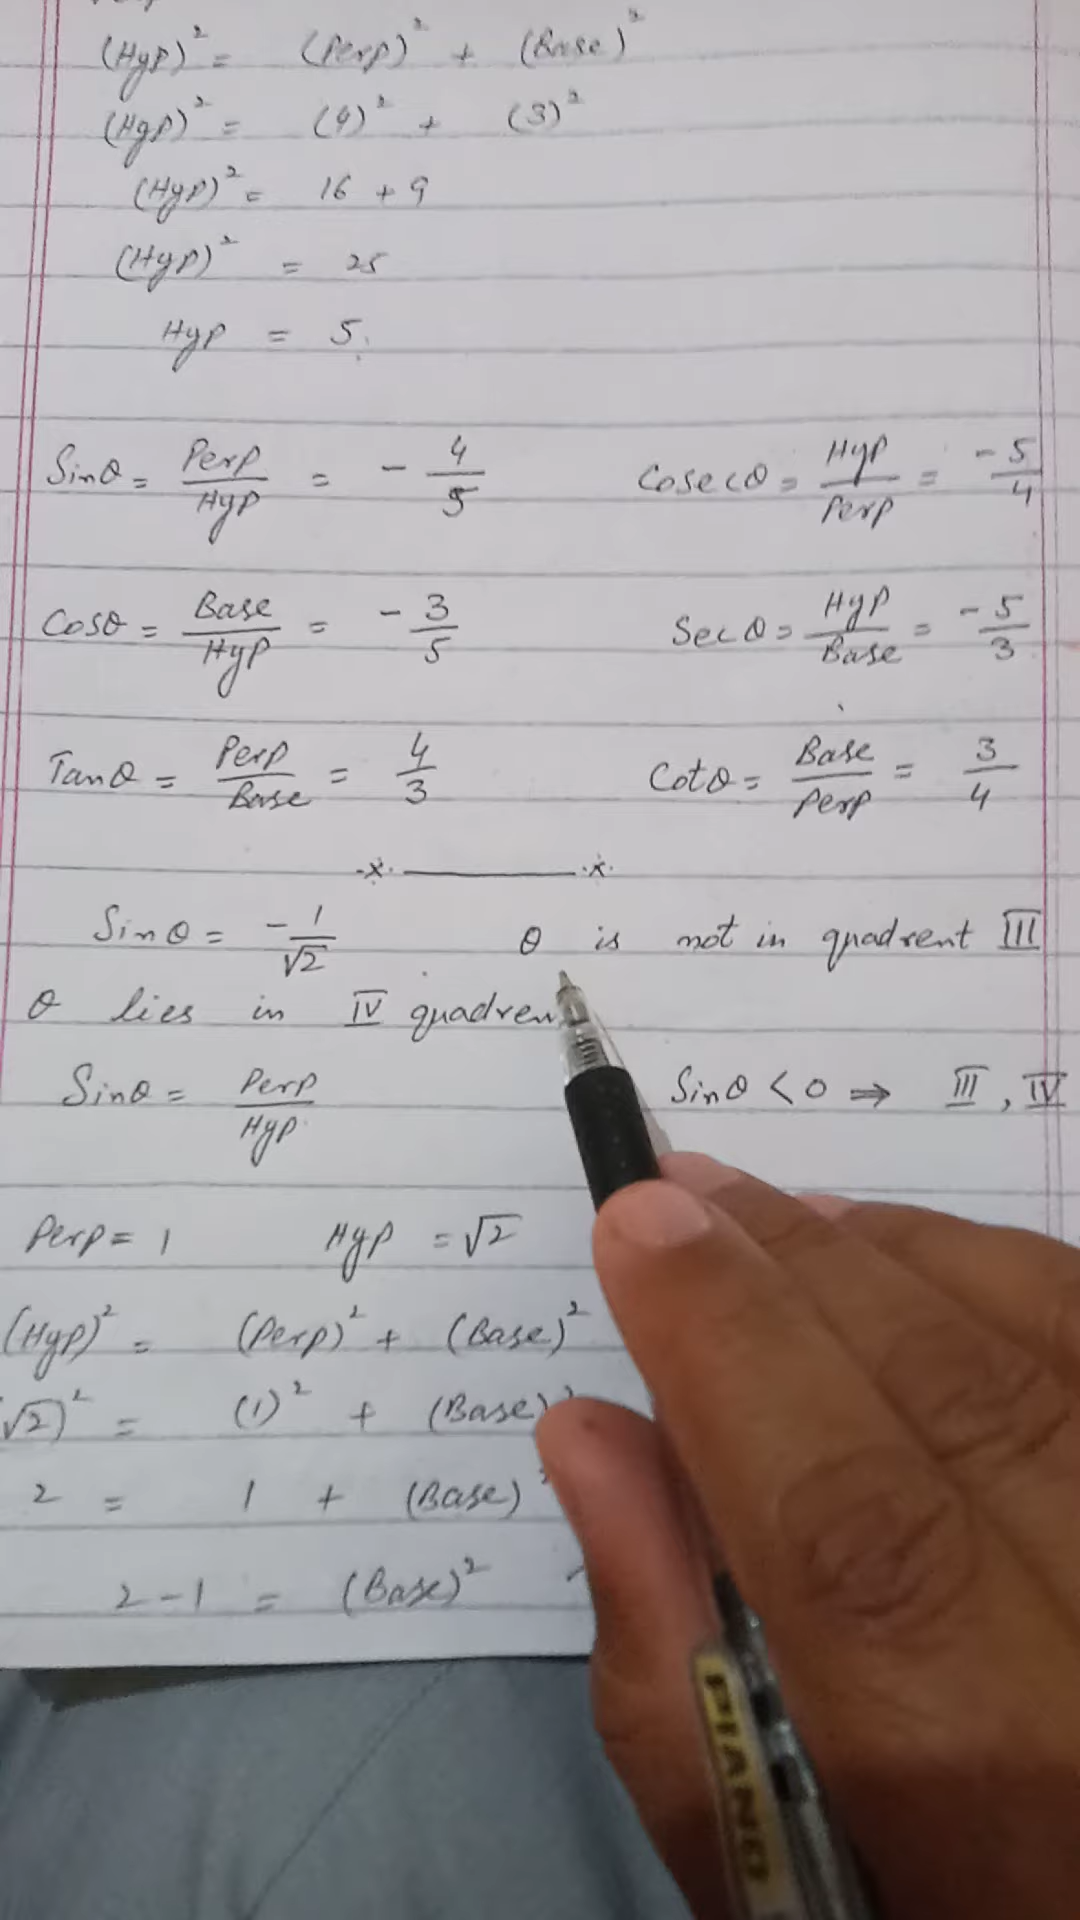 (Hyp)² = (Perp)² + (Base)²
(Hyp)² = (4)² + (3)²
(Hyp)² = 16 + 9
(Hyp)² = 25
Hyp = 5.
Sinθ = Perp/Hyp = - 4/5 Cosecθ = Hyp/Perp = -5/4
Cosθ = Base/Hyp = - 3/5 Secθ = Hyp/Base = -5/3
Tanθ = Perp/Base = 4/3 Cotθ = Base/Perp = 3/4
Sinθ = -1/√2 θ is not in quadrent III
θ lies in IV quadren
Sinθ = Perp/Hyp Sinθ < 0 ⇒ III, IV
Perp = 1 Hyp = √2
(Hyp)² = (Perp)² + (Base)²
√2)² = (1)² + (Base)²
2 = 1 + (Base)²
2 - 1 = (Base)²
PIANO